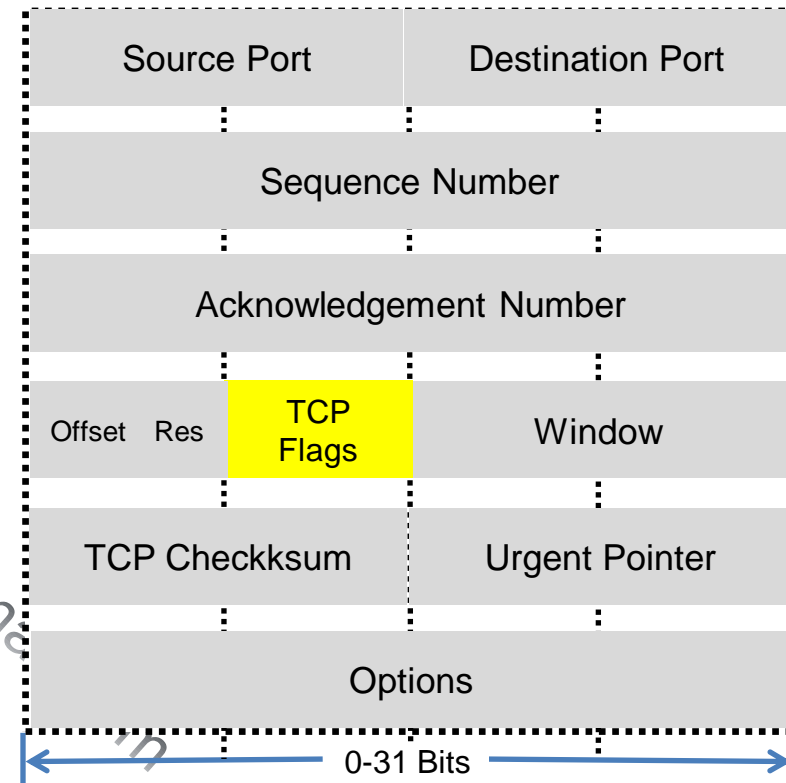 Source Port Destination Port
Sequence Number
Acknowledgement Number
Offset Res TCP Flags Window
TCP Checkksum Urgent Pointer
Options
0-31 Bits